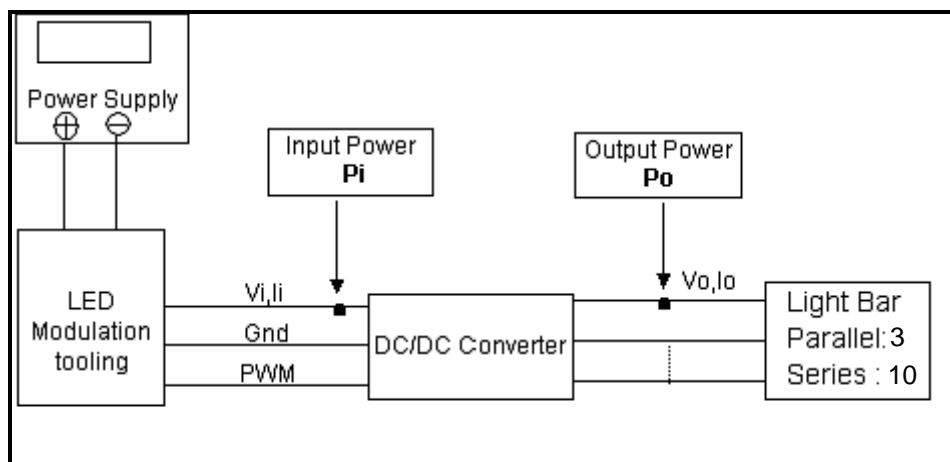 Power Supply
Input Power
Pi
Output Power
Po
LED
Modulation
tooling
Vi,Ii
Gnd
PWM
DC/DC Converter
Vo,Io
Light Bar
Parallel: 3
Series : 10